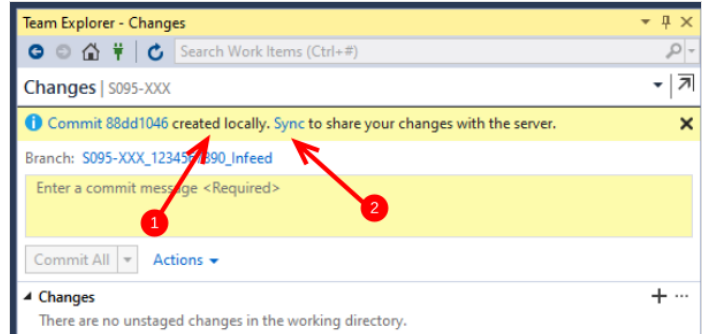 Team Explorer - Changes
Search Work Items (Ctrl+#)
Changes | S095-XXX
Commit 88dd1046 created locally. Sync to share your changes with the server.
Branch: S095-XXX_1234567890_Infeed
Enter a commit message <Required>
1
2
Commit All Actions
Changes
There are no unstaged changes in the working directory.